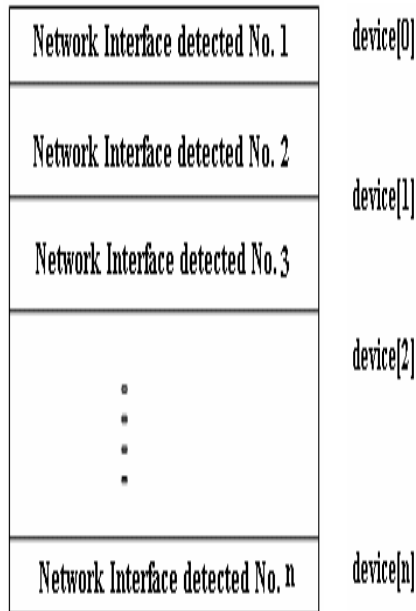 Network Interface detected No. 1 device[0]
Network Interface detected No. 2
device[1]
Network Interface detected No. 3
device[2]
Network Interface detected No. n device[n]